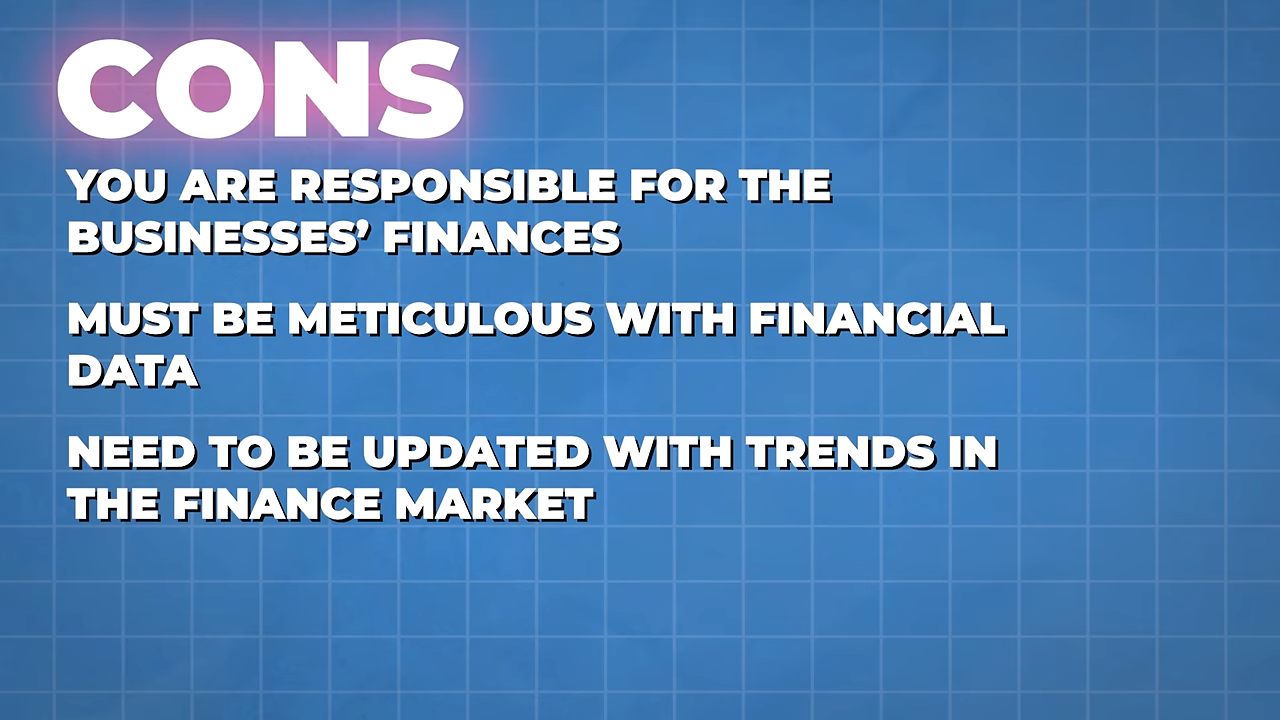 CONS
YOU ARE RESPONSIBLE FOR THE
BUSINESSES’ FINANCES
MUST BE METICULOUS WITH FINANCIAL
DATA
NEED TO BE UPDATED WITH TRENDS IN
THE FINANCE MARKET